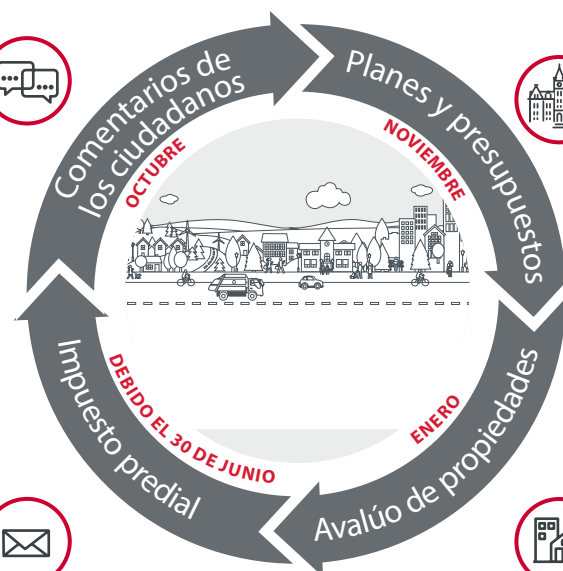 Comentarios de
los ciudadanos
OCTUBRE
Planes y presupuestos
NOVIEMBRE
Avalúo de propiedades
ENERO
Impuesto predial
DEBIDO EL 30 DE JUNIO